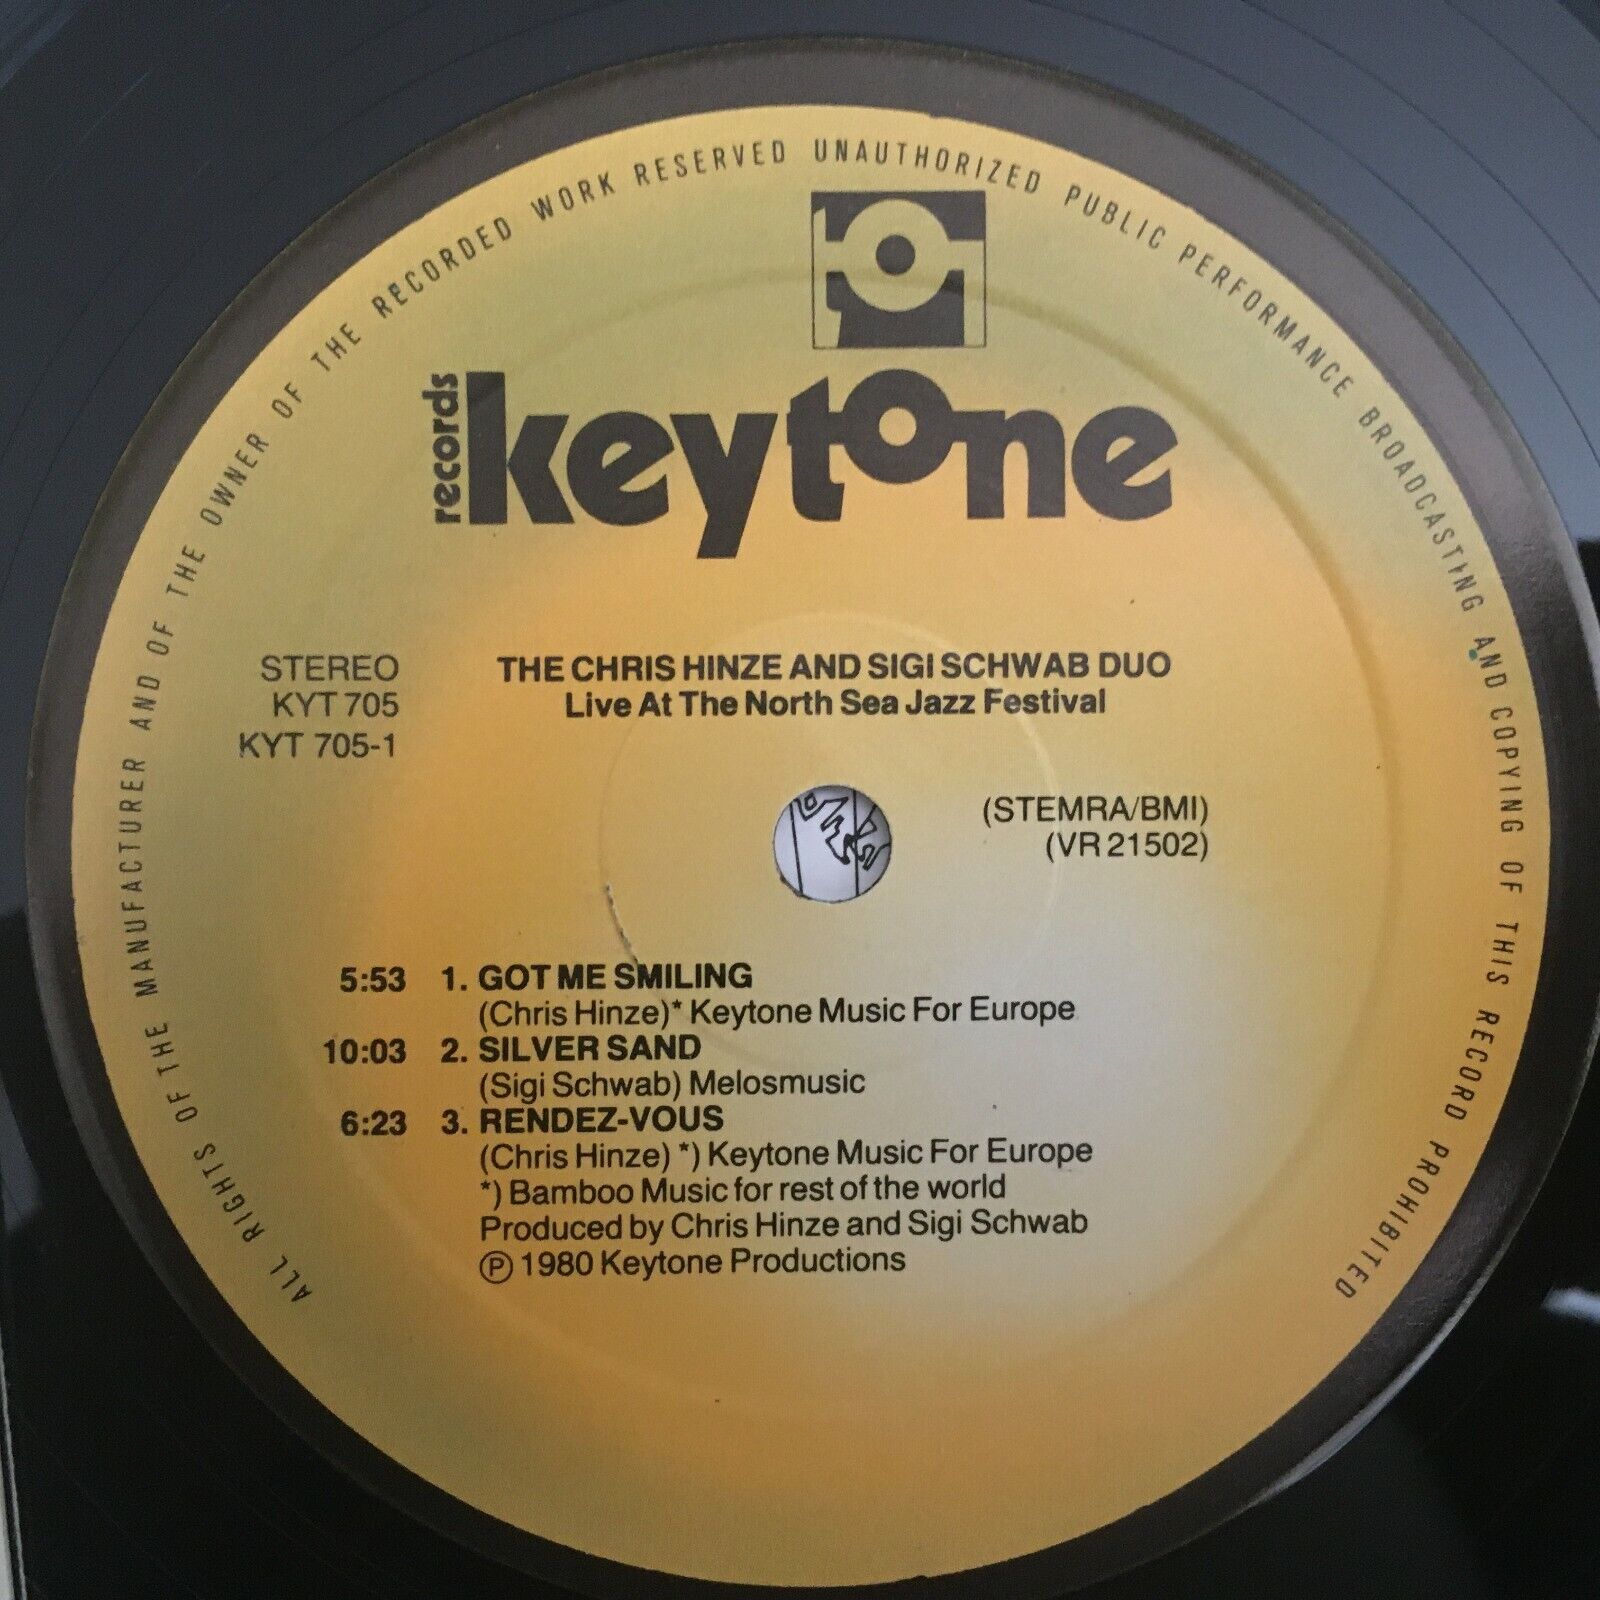 ALL RIGHTS OF THE MANUFACTURER AND OF THE OWNER OF THE RECORDED WORK RESERVED UNAUTHORIZED PUBLIC PERFORMANCE BROADCASTING AND COPYING OF THIS RECORD PROHIBITED
records keytone
STEREO
KYT 705
KYT 705-1
THE CHRIS HINZE AND SIGI SCHWAB DUO
Live At The North Sea Jazz Festival
(STEMRA/BMI)
(VR 21502)
5:53 1. GOT ME SMILING
(Chris Hinze)* Keytone Music For Europe
10:03 2. SILVER SAND
(Sigi Schwab) Melosmusic
6:23 3. RENDEZ-VOUS
(Chris Hinze) *) Keytone Music For Europe
*) Bamboo Music for rest of the world
Produced by Chris Hinze and Sigi Schwab
℗ 1980 Keytone Productions